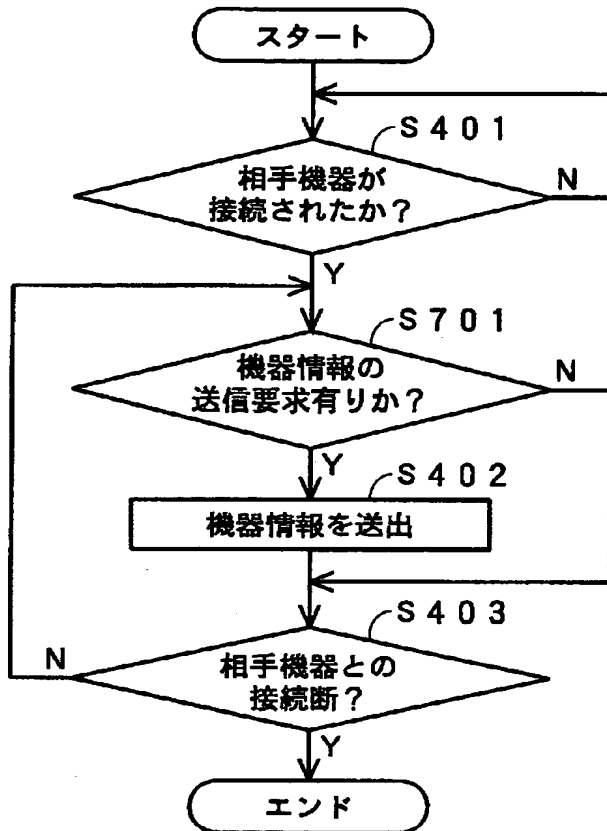 スタート
S401
相手機器が
接続されたか？
N
Y
S701
機器情報の
送信要求有りか？
N
Y
S402
機器情報を送出
S403
N
相手機器との
接続断？
Y
エンド